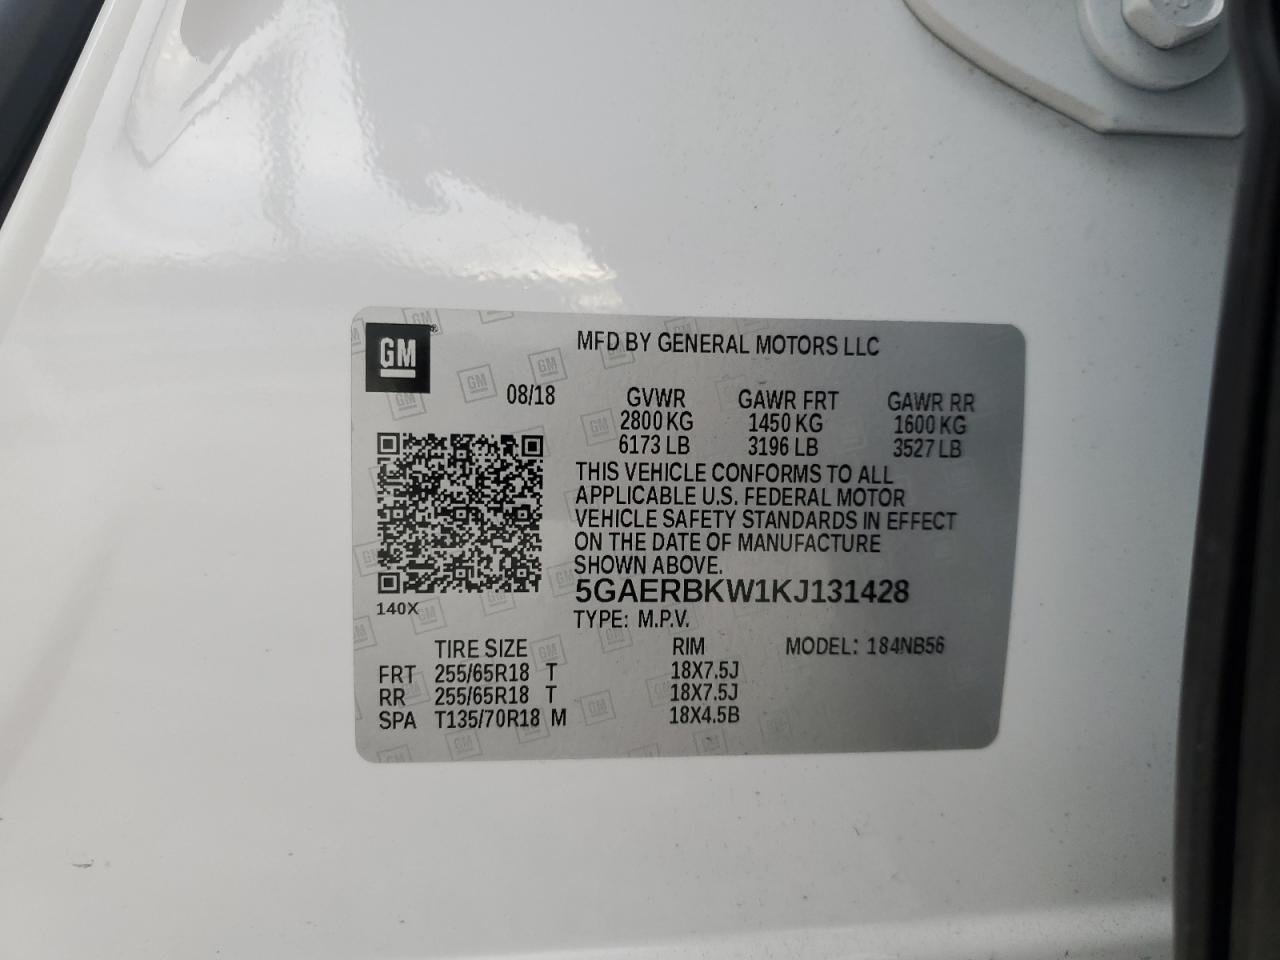 GM
MFD BY GENERAL MOTORS LLC
08/18 GVWR GAWR FRT GAWR RR
2800 KG 1450 KG 1600 KG
6173 LB 3196 LB 3527 LB
THIS VEHICLE CONFORMS TO ALL
APPLICABLE U.S. FEDERAL MOTOR
VEHICLE SAFETY STANDARDS IN EFFECT
ON THE DATE OF MANUFACTURE
SHOWN ABOVE.
5GAERBKW1KJ131428
140X
TYPE: M.P.V.
TIRE SIZE RIM MODEL: 184NB56
FRT 255/65R18 T 18X7.5J
RR 255/65R18 T 18X7.5J
SPA T135/70R18 M 18X4.5B